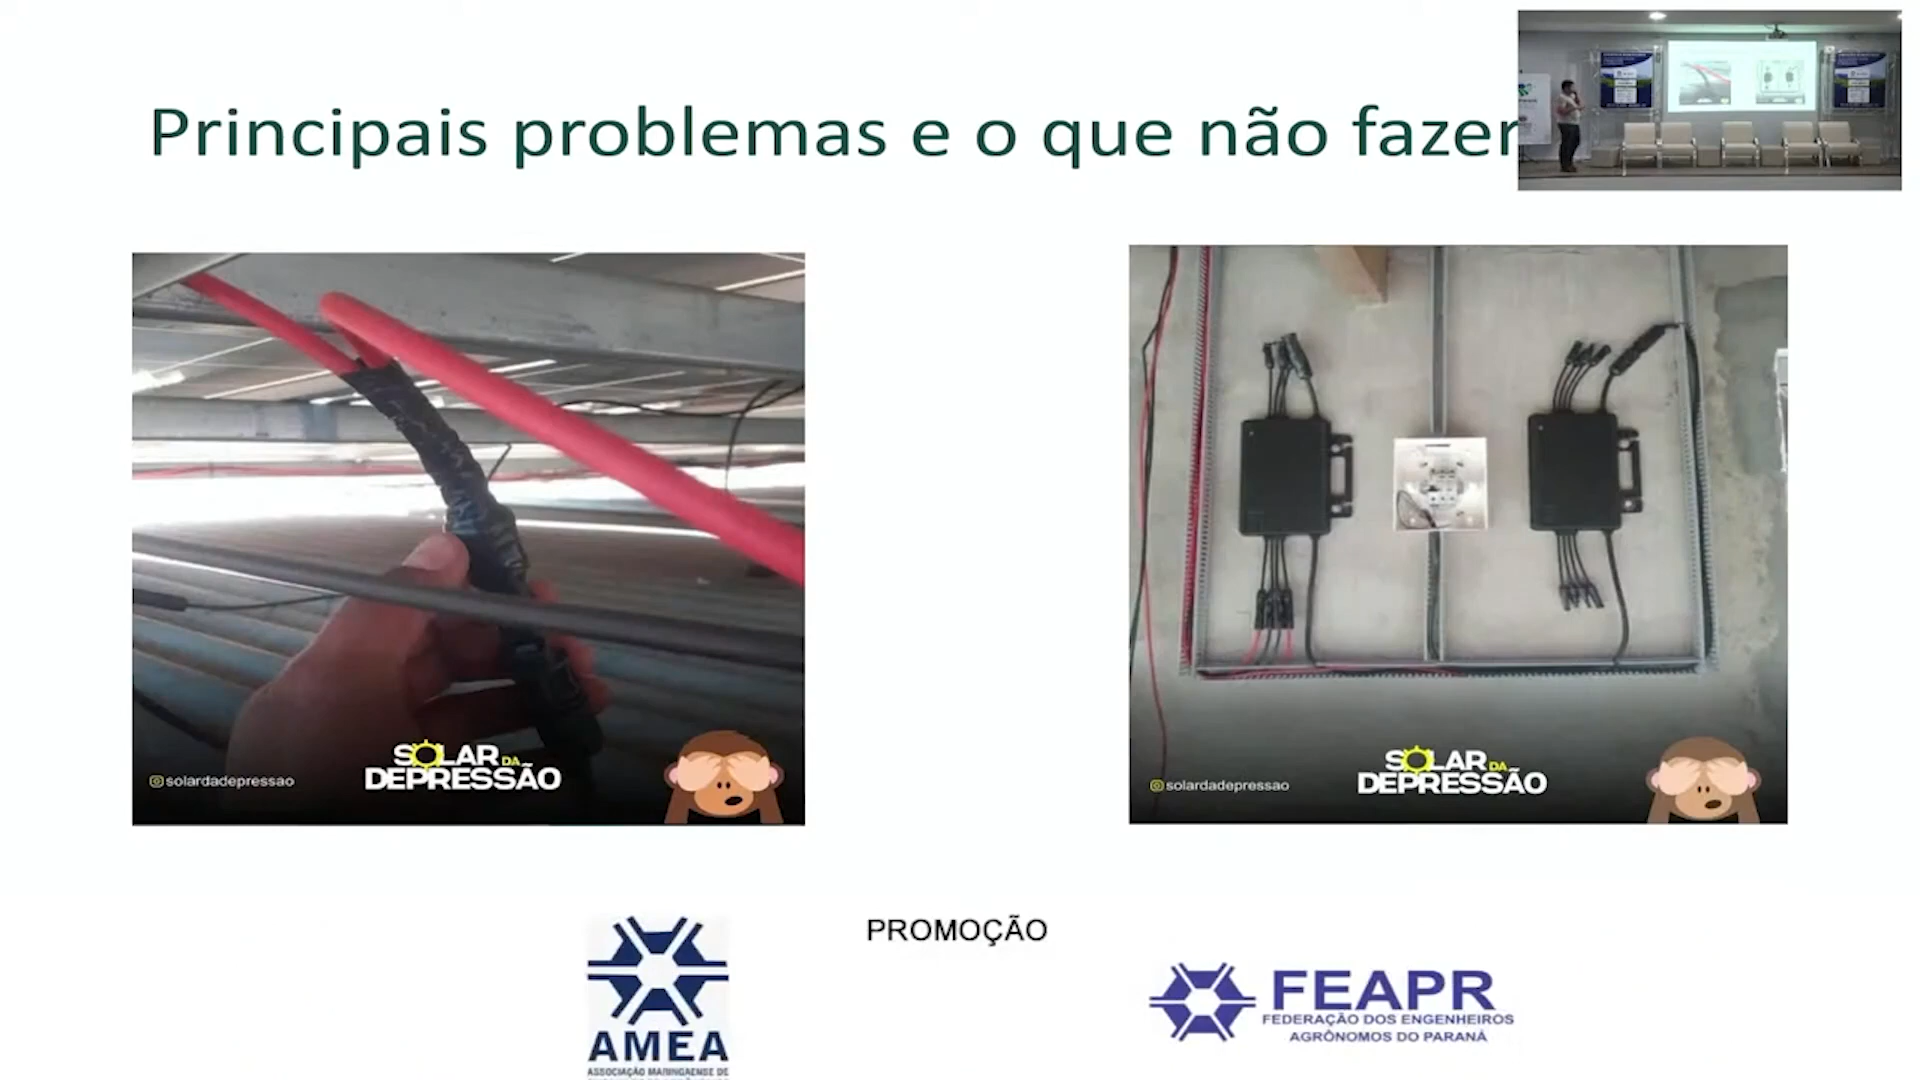 Principais problemas e o que não fazer
solardadepressao
SOLAR DA
DEPRESSÃO
solardadepressao
SOLAR DA
DEPRESSÃO
PROMOÇÃO
AMEA
ASSOCIAÇÃO MARINGAENSE DE
FEAPR
FEDERAÇÃO DOS ENGENHEIROS
AGRÔNOMOS DO PARANÁ